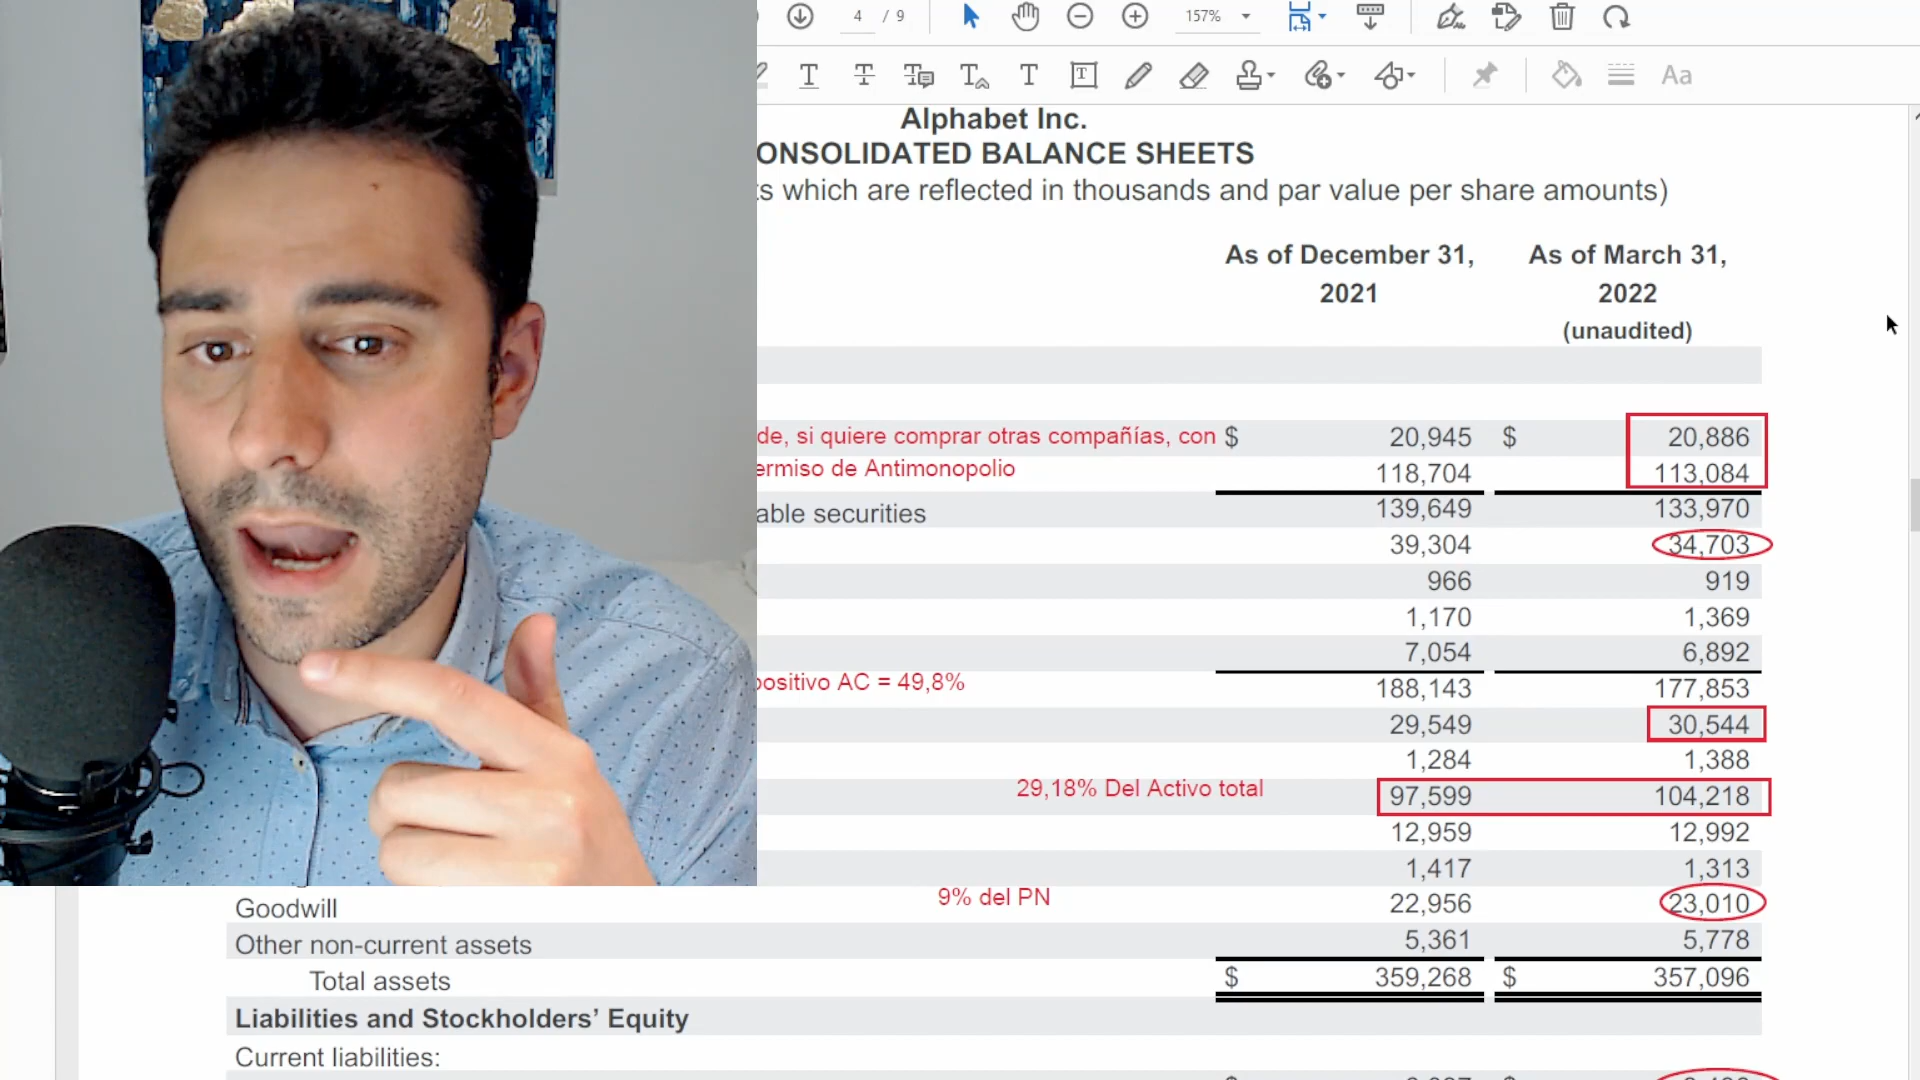 4 / 9
157%
Aa
Alphabet Inc.
ONSOLIDATED BALANCE SHEETS
s which are reflected in thousands and par value per share amounts)
As of December 31, 2021
As of March 31, 2022 (unaudited)
de, si quiere comprar otras compañías, con $ 20,945 $ 20,886
ermiso de Antimonopolio 118,704 113,084
able securities 139,649 133,970
39,304 34,703
966 919
1,170 1,369
7,054 6,892
ositivo AC = 49,8% 188,143 177,853
29,549 30,544
1,284 1,388
29,18% Del Activo total 97,599 104,218
12,959 12,992
1,417 1,313
Goodwill 9% del PN 22,956 23,010
Other non-current assets 5,361 5,778
Total assets $ 359,268 $ 357,096
Liabilities and Stockholders’ Equity
Current liabilities: